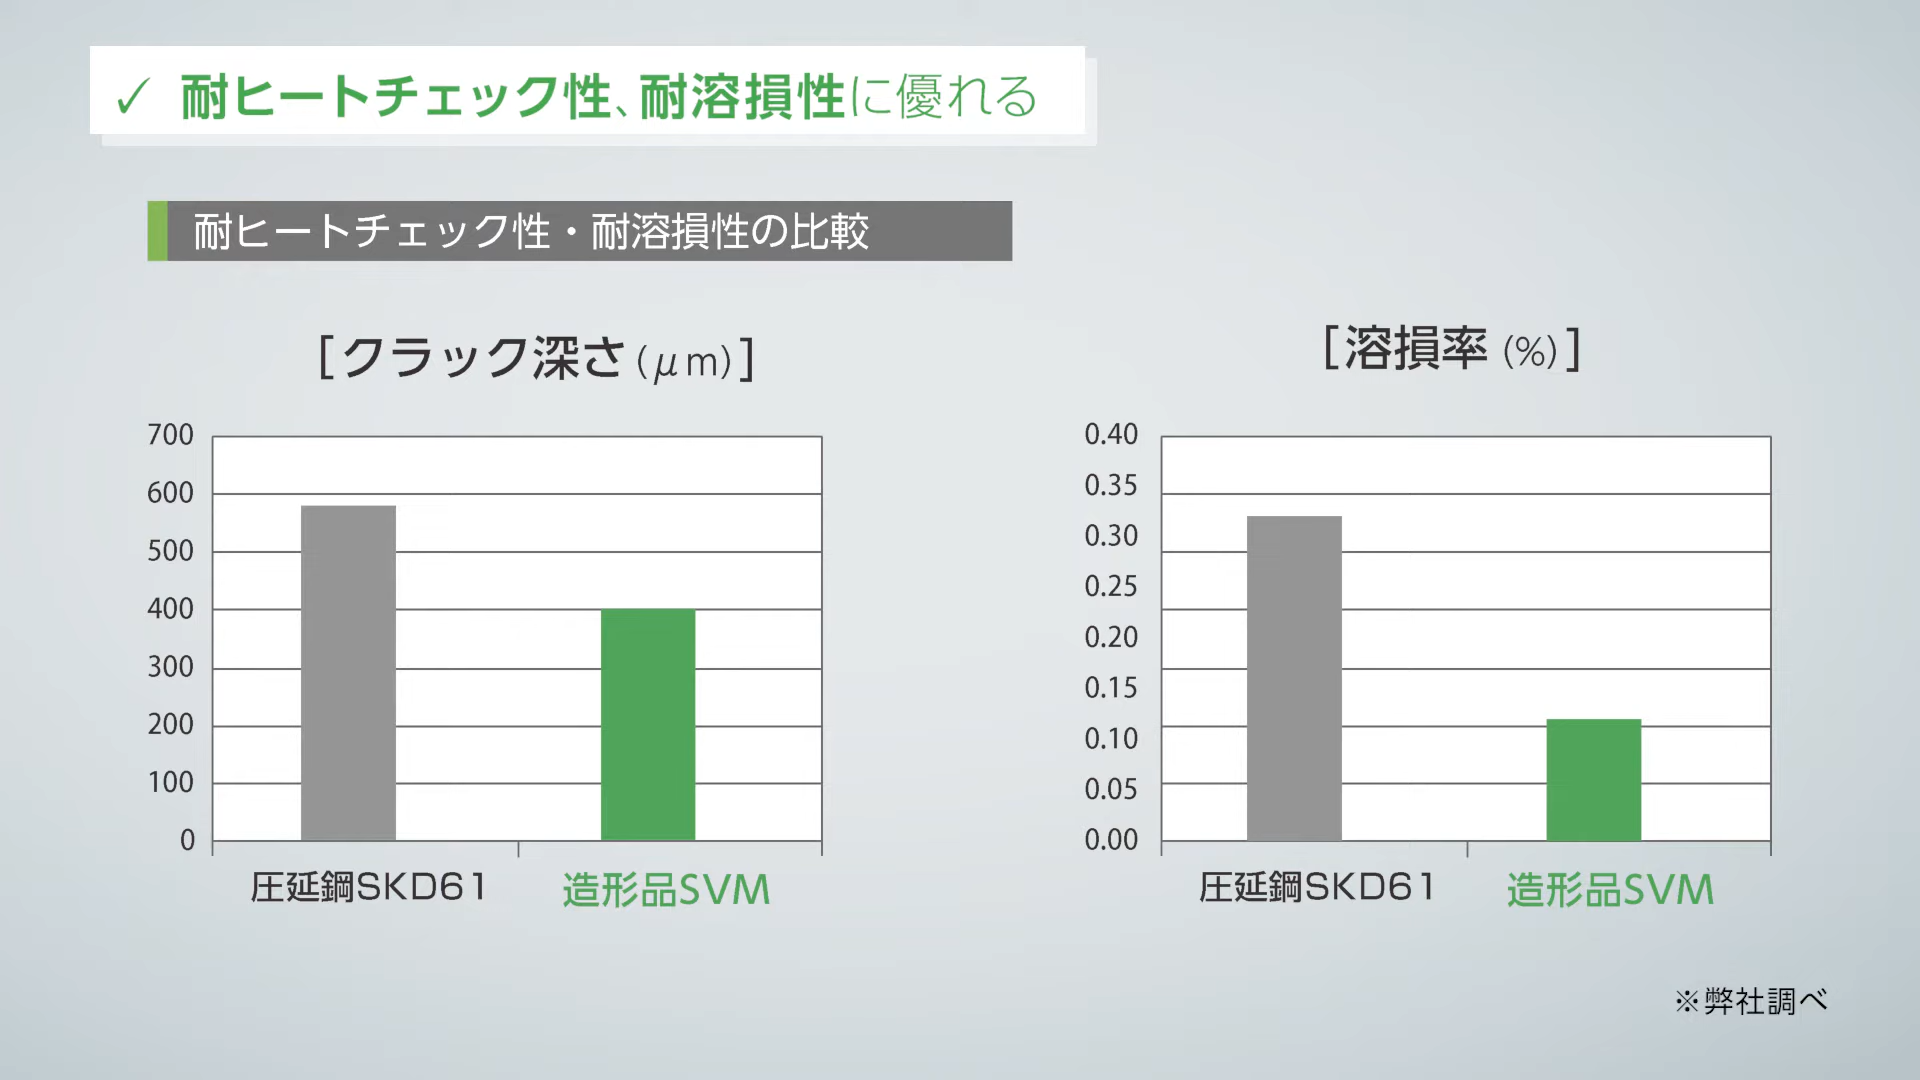 ✓ 耐ヒートチェック性、耐溶損性に優れる
耐ヒートチェック性・耐溶損性の比較
[クラック深さ(μm)]
700
600
500
400
300
200
100
0
圧延鋼SKD61
造形品SVM
[溶損率(%)]
0.40
0.35
0.30
0.25
0.20
0.15
0.10
0.05
0.00
圧延鋼SKD61
造形品SVM
※弊社調べ